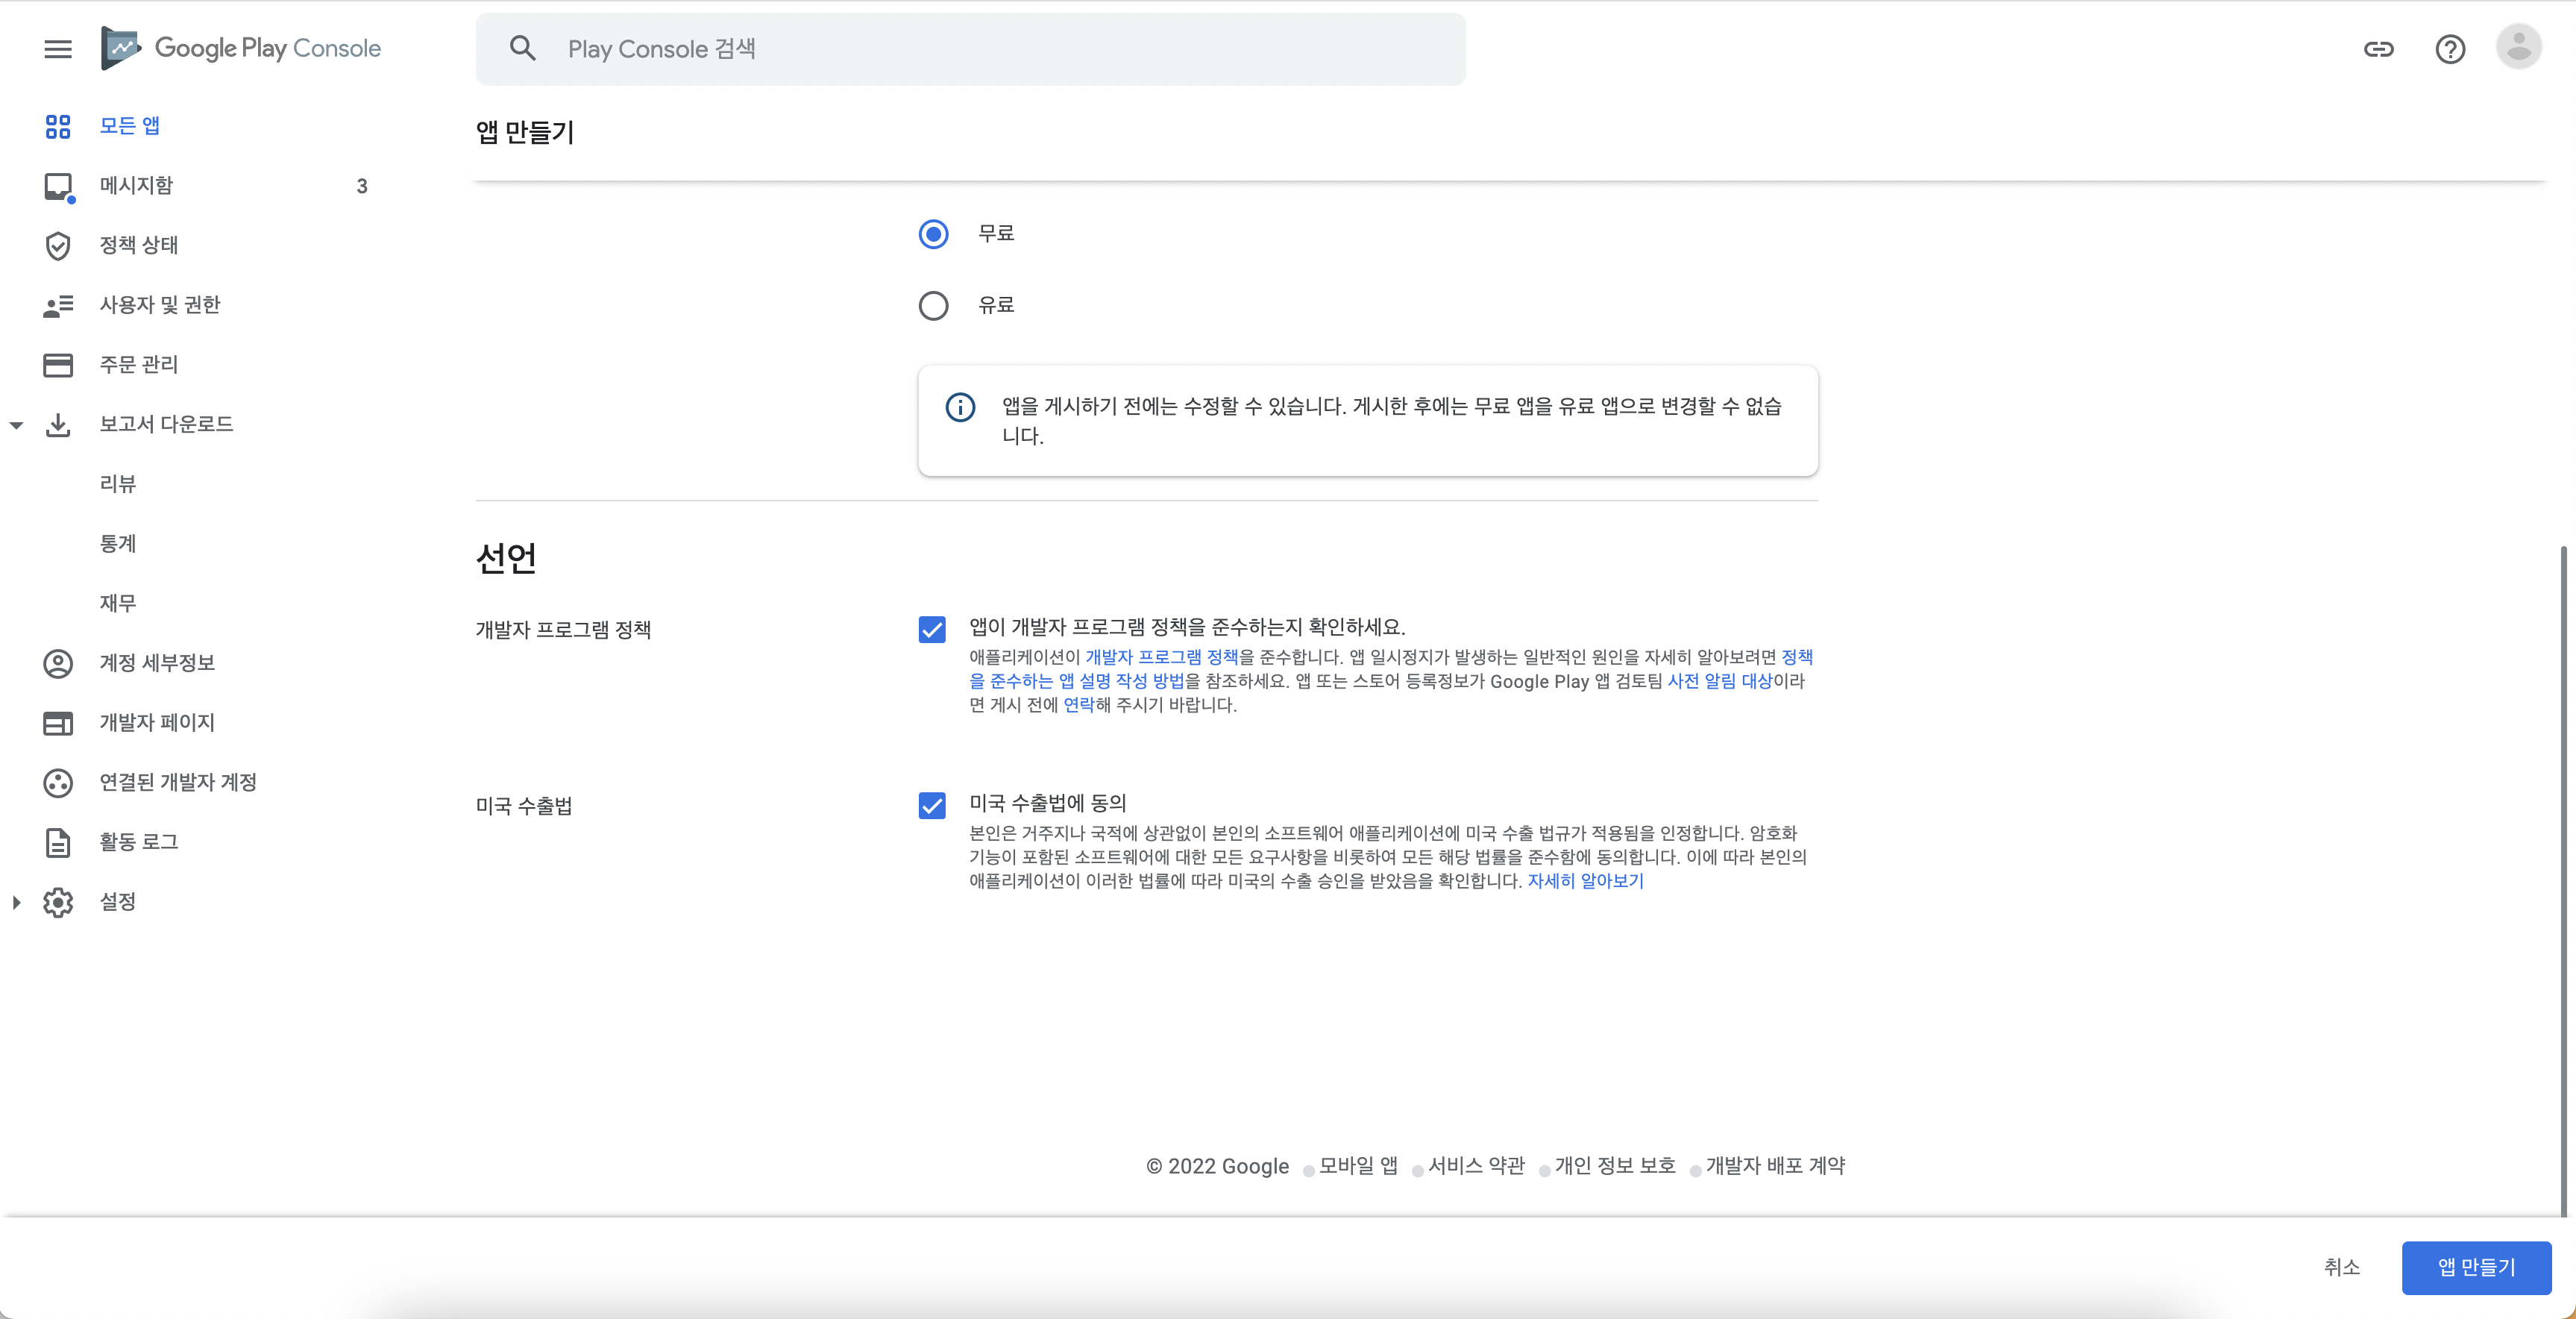 Google Play Console
Play Console 검색
모든 앱
메시지함 3
정책 상태
사용자 및 권한
주문 관리
보고서 다운로드
리뷰
통계
재무
계정 세부정보
개발자 페이지
연결된 개발자 계정
활동 로그
설정
앱 만들기
무료
유료
앱을 게시하기 전에는 수정할 수 있습니다. 게시한 후에는 무료 앱을 유료 앱으로 변경할 수 없습
니다.
선언
개발자 프로그램 정책
앱이 개발자 프로그램 정책을 준수하는지 확인하세요.
애플리케이션이 개발자 프로그램 정책을 준수합니다. 앱 일시정지가 발생하는 일반적인 원인을 자세히 알아보려면 정책
을 준수하는 앱 설명 작성 방법을 참조하세요. 앱 또는 스토어 등록정보가 Google Play 앱 검토팀 사전 알림 대상이라
면 게시 전에 연락해 주시기 바랍니다.
미국 수출법
미국 수출법에 동의
본인은 거주지나 국적에 상관없이 본인의 소프트웨어 애플리케이션에 미국 수출 법규가 적용됨을 인정합니다. 암호화
기능이 포함된 소프트웨어에 대한 모든 요구사항을 비롯하여 모든 해당 법률을 준수함에 동의합니다. 이에 따라 본인의
애플리케이션이 이러한 법률에 따라 미국의 수출 승인을 받았음을 확인합니다. 자세히 알아보기
© 2022 Google 모바일 앱 서비스 약관 개인 정보 보호 개발자 배포 계약
취소 앱 만들기